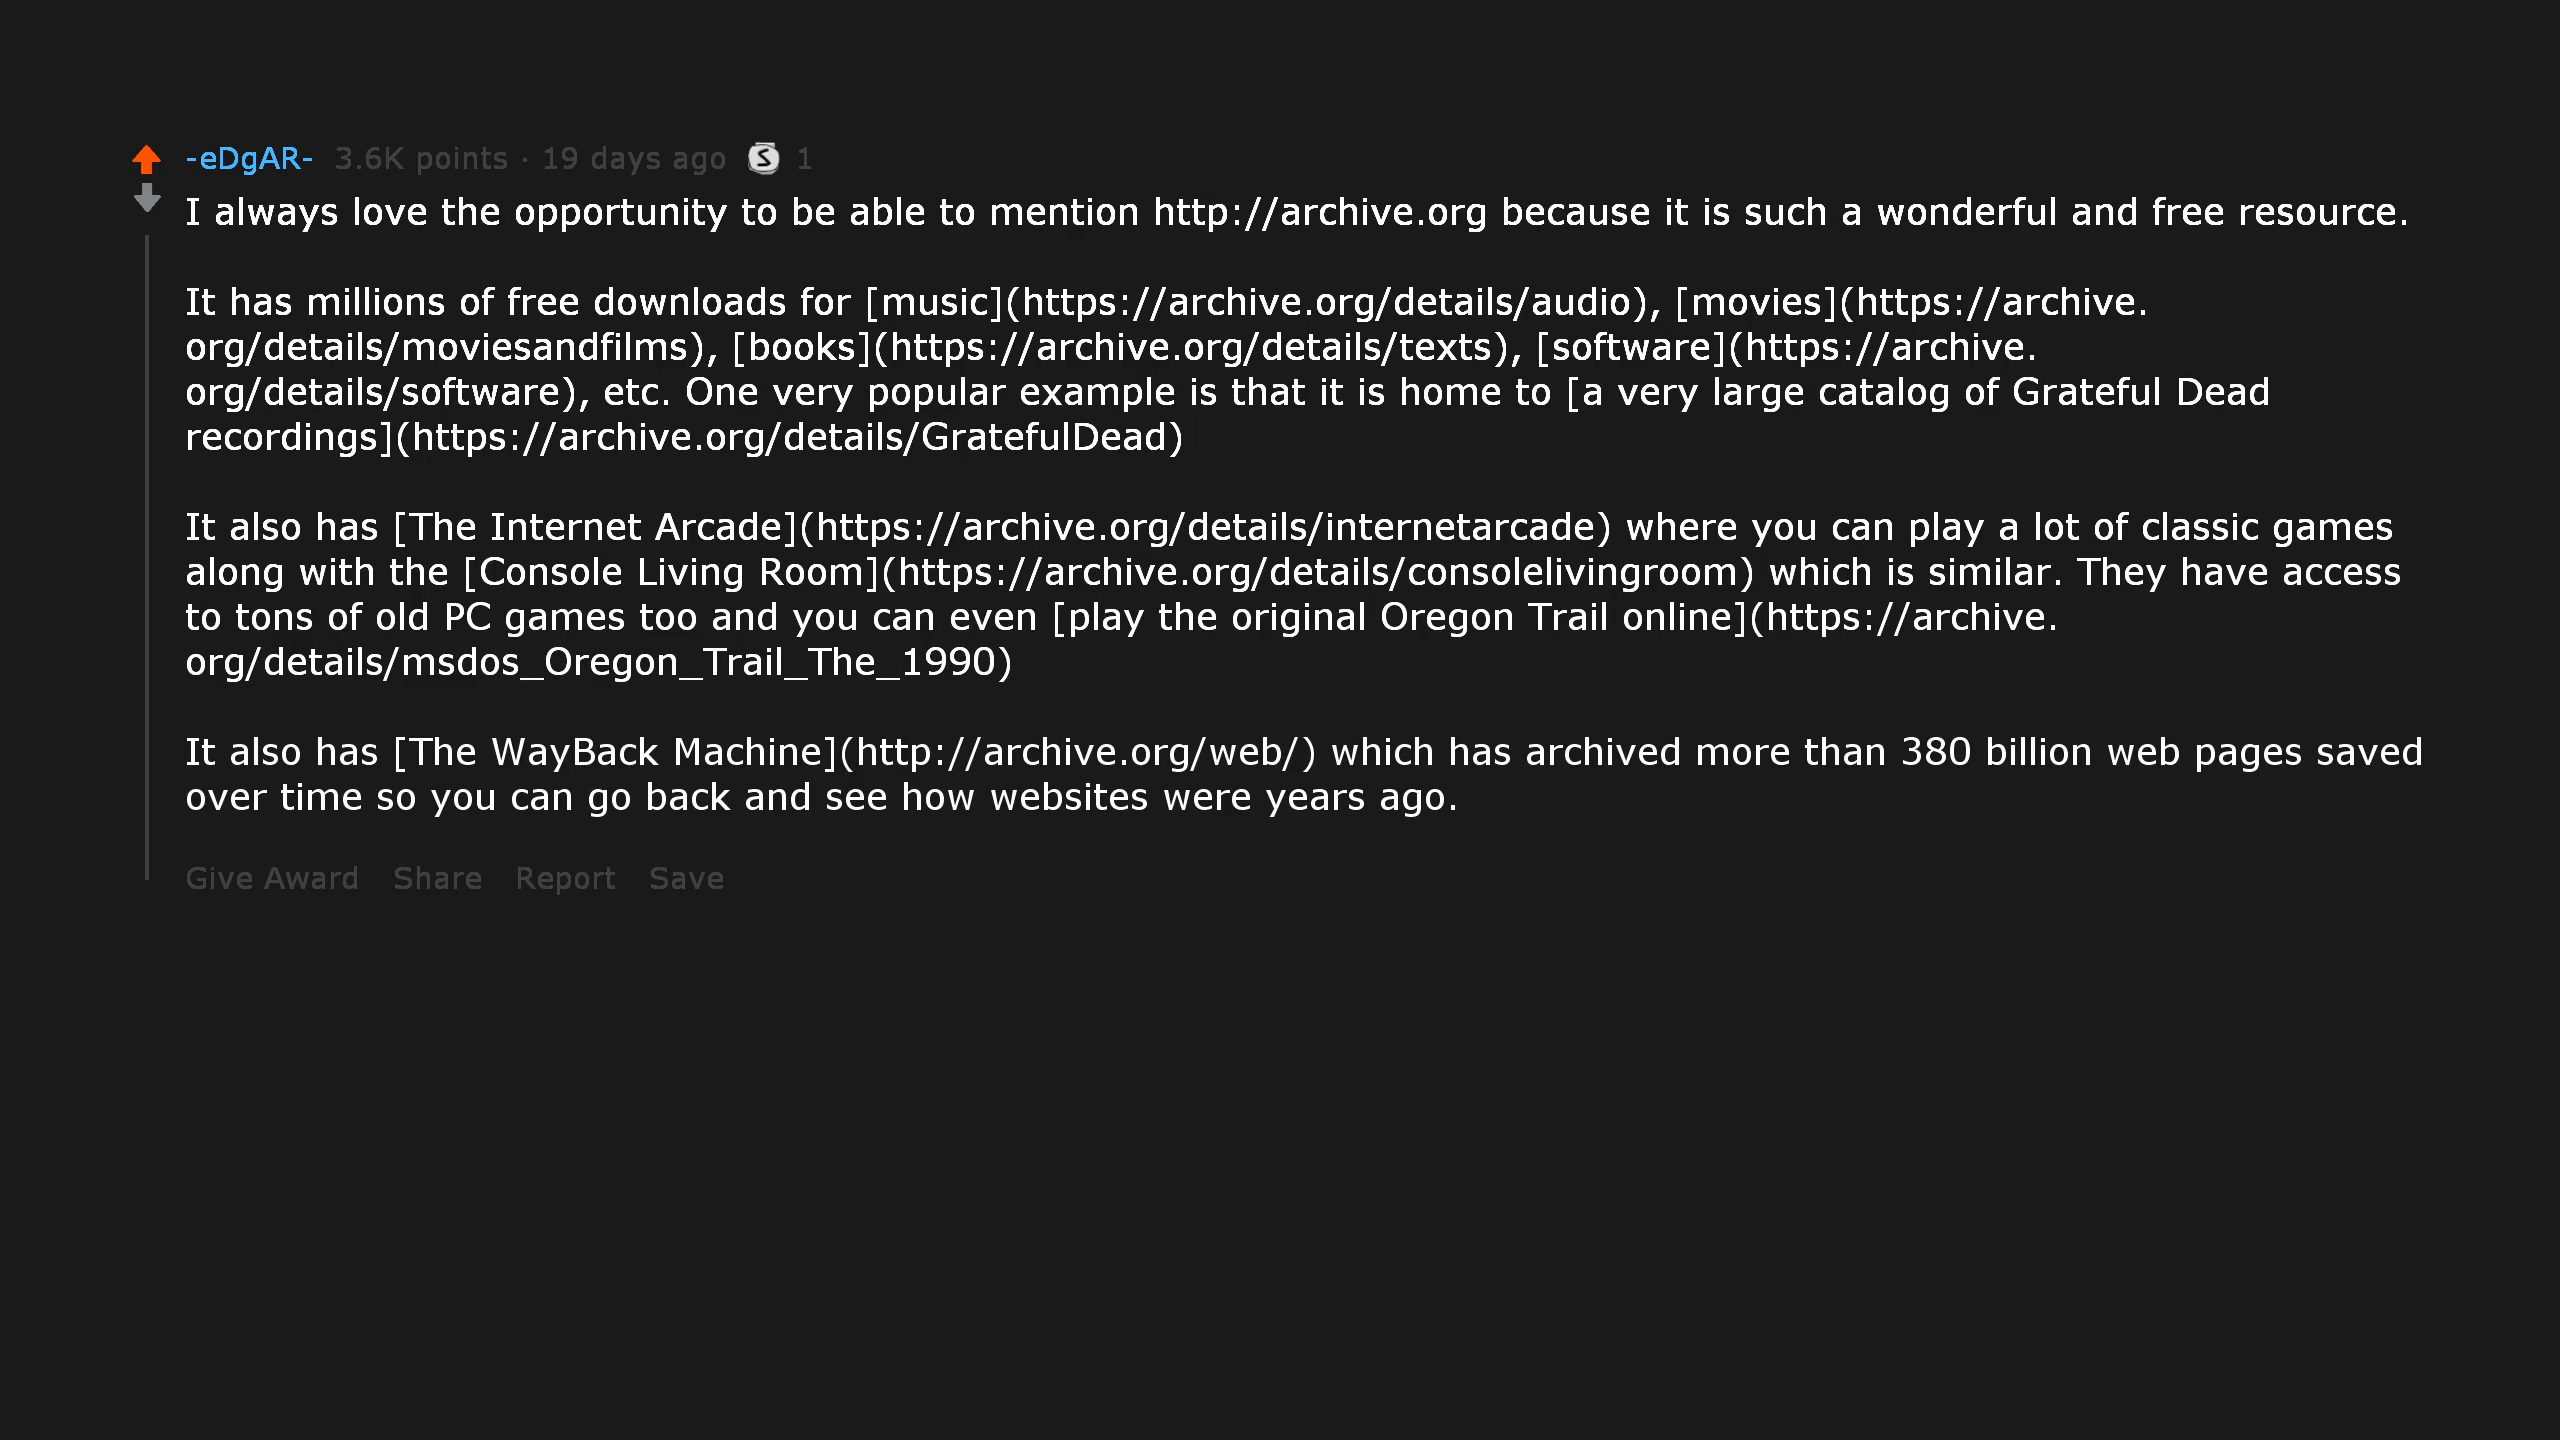 -eDgAR- 3.6K points · 19 days ago S 1
I always love the opportunity to be able to mention http://archive.org because it is such a wonderful and free resource.
It has millions of free downloads for [music](https://archive.org/details/audio), [movies](https://archive.
org/details/moviesandfilms), [books](https://archive.org/details/texts), [software](https://archive.
org/details/software), etc. One very popular example is that it is home to [a very large catalog of Grateful Dead
recordings](https://archive.org/details/GratefulDead)
It also has [The Internet Arcade](https://archive.org/details/internetarcade) where you can play a lot of classic games
along with the [Console Living Room](https://archive.org/details/consolelivingroom) which is similar. They have access
to tons of old PC games too and you can even [play the original Oregon Trail online](https://archive.
org/details/msdos_Oregon_Trail_The_1990)
It also has [The WayBack Machine](http://archive.org/web/) which has archived more than 380 billion web pages saved
over time so you can go back and see how websites were years ago.
Give Award Share Report Save